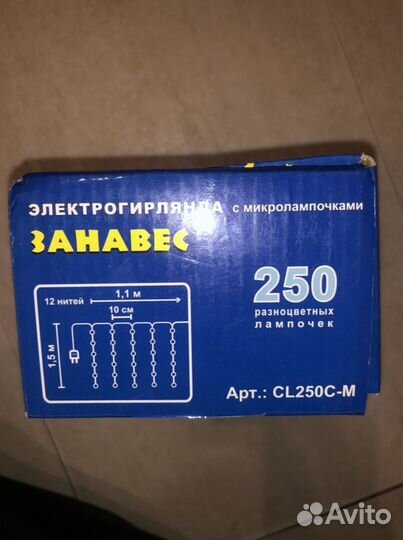 ЭЛЕКТРОГИРЛЯНДА с микролампочками
ЗАНАВЕС
12 нитей
1,1 м
10 см
1,5 м
250
разноцветных
лампочек
Арт.: CL250C-M
Avito